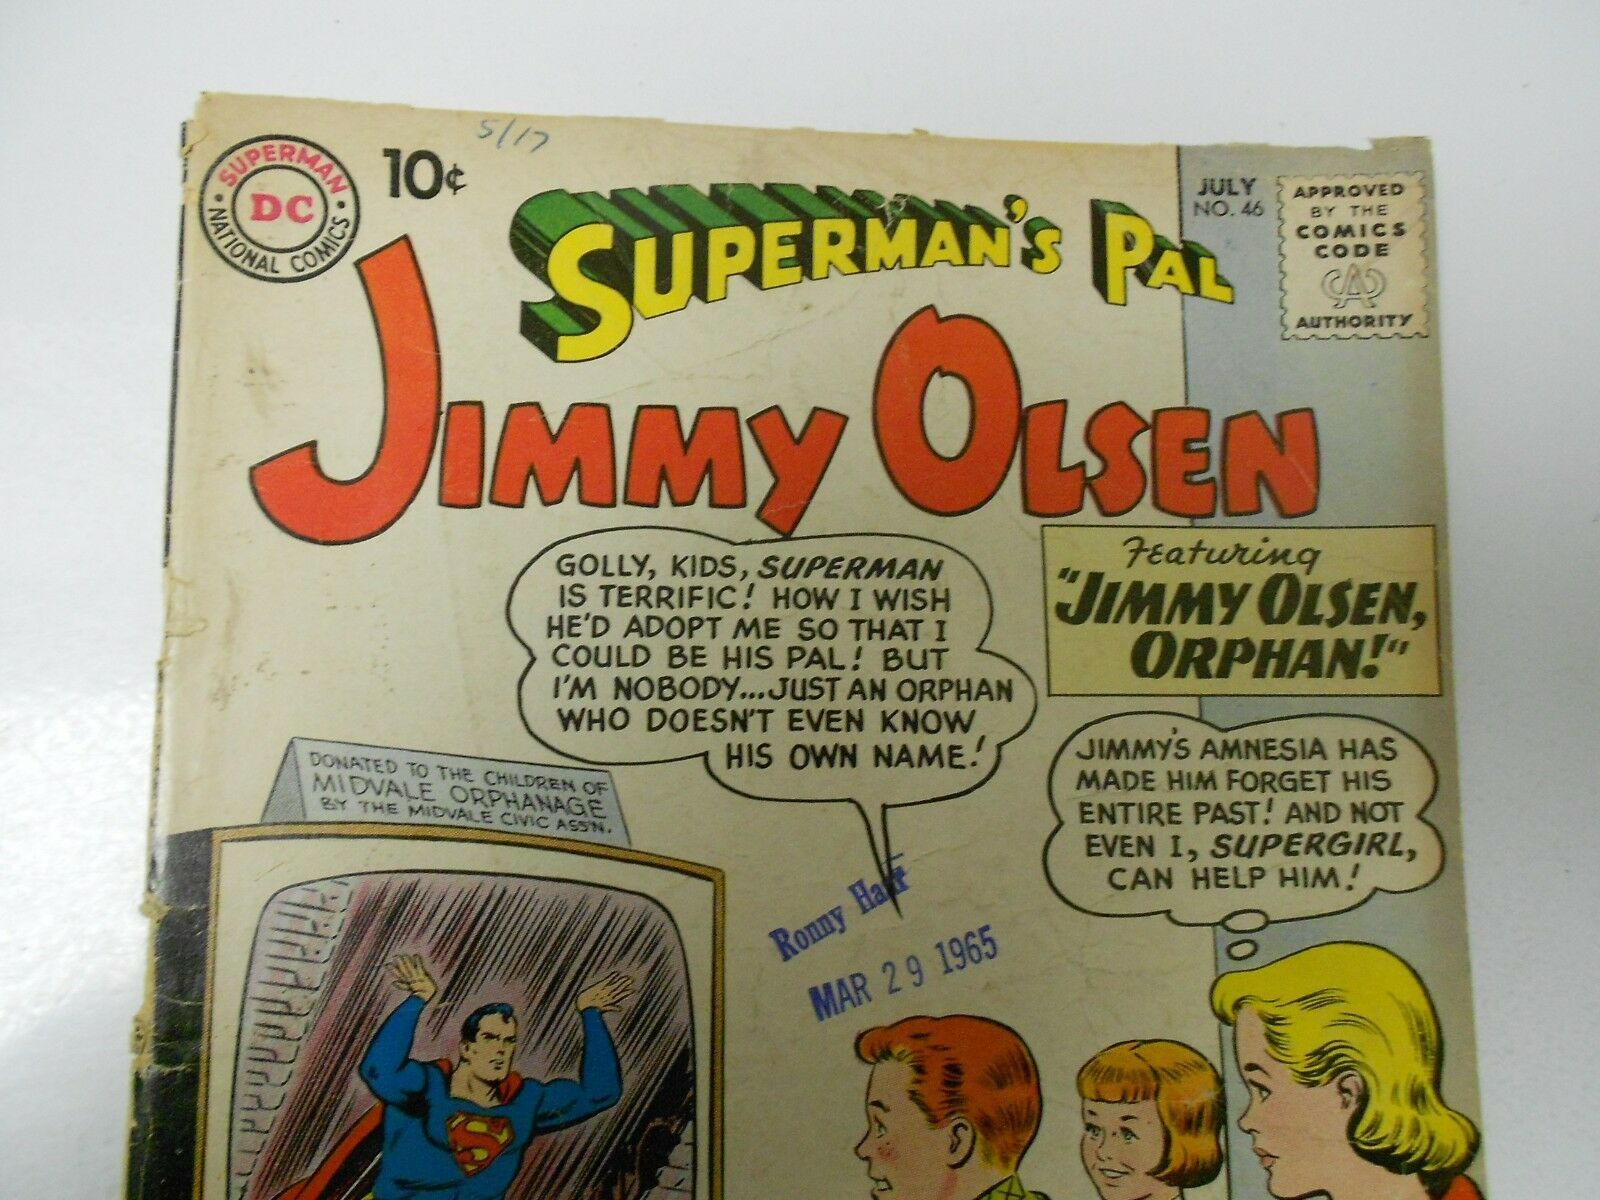 5/17
SUPERMAN
DC
NATIONAL COMICS
10¢
SUPERMAN'S PAL
JIMMY OLSEN
JULY
NO. 46
APPROVED
BY THE
COMICS
CODE
CA
AUTHORITY
GOLLY, KIDS, SUPERMAN
IS TERRIFIC! HOW I WISH
HE'D ADOPT ME SO THAT I
COULD BE HIS PAL! BUT
I'M NOBODY...JUST AN ORPHAN
WHO DOESN'T EVEN KNOW
HIS OWN NAME!
Featuring
"JIMMY OLSEN,
ORPHAN!"
JIMMY'S AMNESIA HAS
MADE HIM FORGET HIS
ENTIRE PAST! AND NOT
EVEN I, SUPERGIRL,
CAN HELP HIM!
DONATED TO THE CHILDREN OF
MIDVALE ORPHANAGE
BY THE MIDVALE CIVIC ASS'N.
Ronny
MAR 29 1965
S